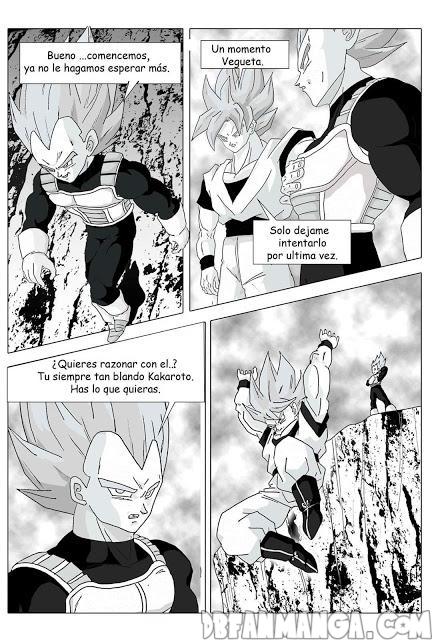 Bueno ...comencemos,
ya no le hagamos esperar más.
Un momento
Vegueta.
Solo dejame
intentarlo
por ultima vez.
¿Quieres razonar con el..?
Tu siempre tan blando Kakaroto.
Has lo que quieras.
DBFANMANGA.COM